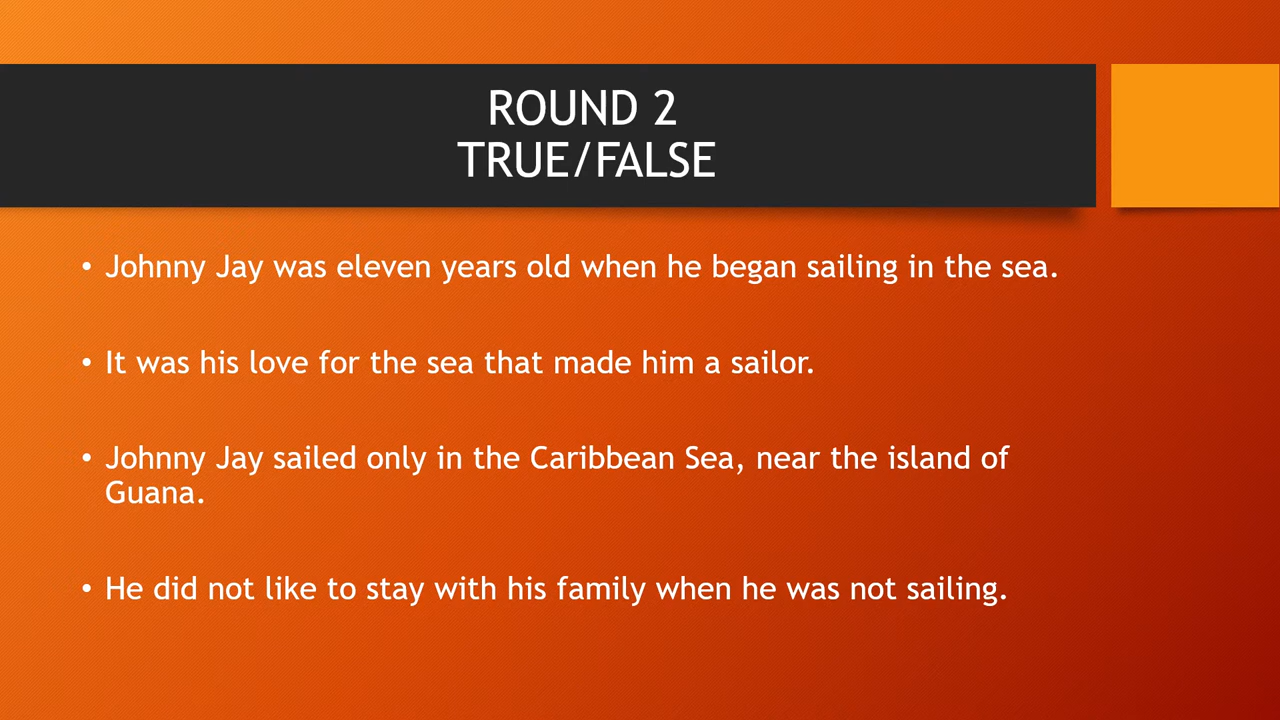 ROUND 2
TRUE/FALSE
• Johnny Jay was eleven years old when he began sailing in the sea.
• It was his love for the sea that made him a sailor.
• Johnny Jay sailed only in the Caribbean Sea, near the island of
Guana.
• He did not like to stay with his family when he was not sailing.